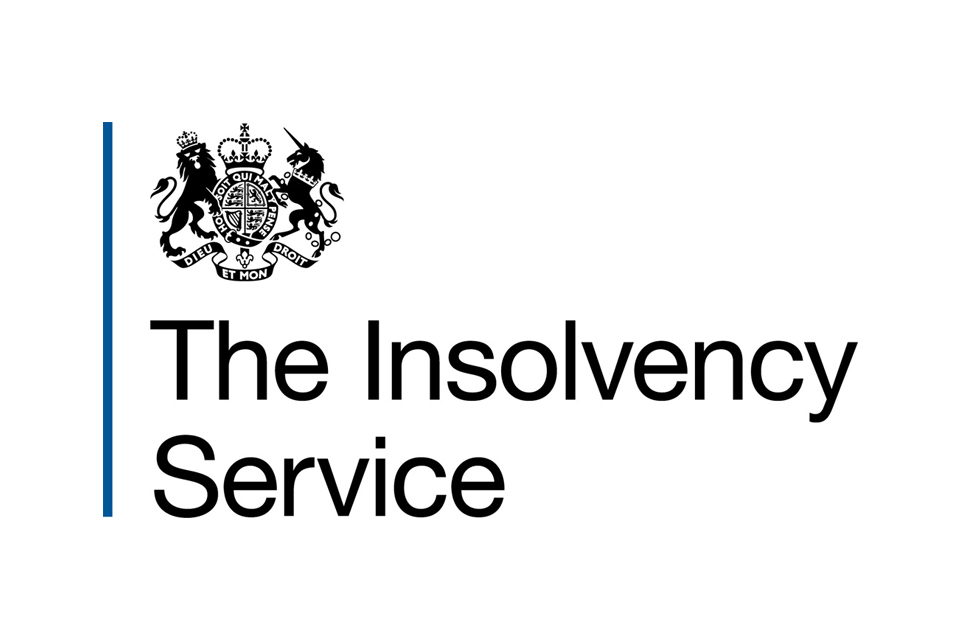 HONI SOIT QUI MAL Y PENSE
DIEU ET MON DROIT
The Insolvency
Service